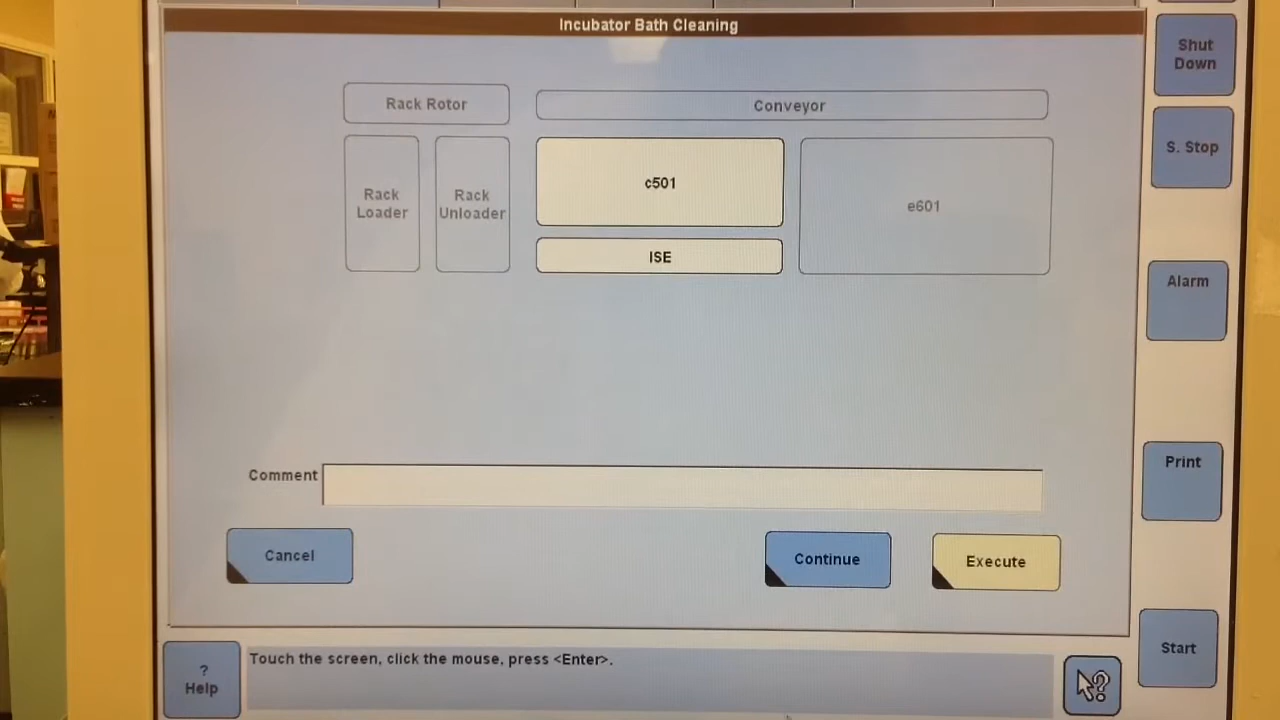 Incubator Bath Cleaning
Shut
Down
Rack Rotor
Conveyor
S. Stop
Rack
Loader
Rack
Unloader
c501
e601
ISE
Alarm
Comment
Print
Cancel
Continue
Execute
Start
?
Help
Touch the screen, click the mouse, press <Enter>.
?